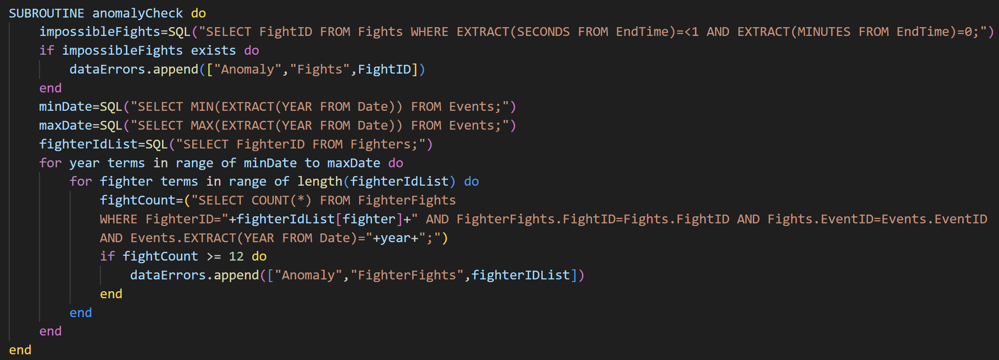 SUBROUTINE anomalyCheck do
impossibleFights=SQL("SELECT FightID FROM Fights WHERE EXTRACT(SECONDS FROM EndTime)=<1 AND EXTRACT(MINUTES FROM EndTime)=0;")
if impossibleFights exists do
dataErrors.append(["Anomaly","Fights",FightID])
end
minDate=SQL("SELECT MIN(EXTRACT(YEAR FROM Date)) FROM Events;")
maxDate=SQL("SELECT MAX(EXTRACT(YEAR FROM Date)) FROM Events;")
fighterIdList=SQL("SELECT FighterID FROM Fighters;")
for year terms in range of minDate to maxDate do
for fighter terms in range of length(fighterIdList) do
fightCount=("SELECT COUNT(*) FROM FighterFights
WHERE FighterID="+fighterIdList[fighter]+" AND FighterFights.FightID=Fights.FightID AND Fights.EventID=Events.EventID
AND Events.EXTRACT(YEAR FROM Date)="+year+";")
if fightCount >= 12 do
dataErrors.append(["Anomaly","FighterFights",fighterIDList])
end
end
end
end